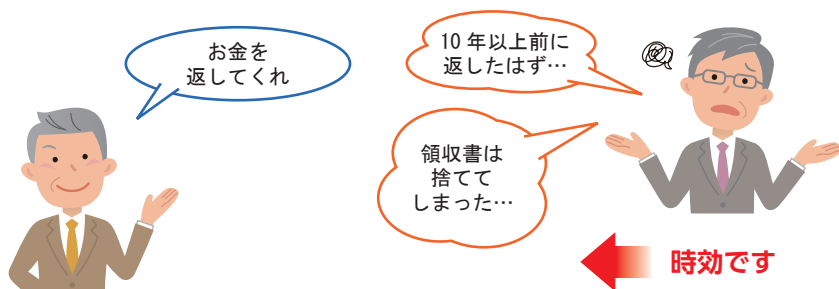 お金を
返してくれ
10年以上前に
返したはず…
領収書は
捨てて
しまった…
時効です